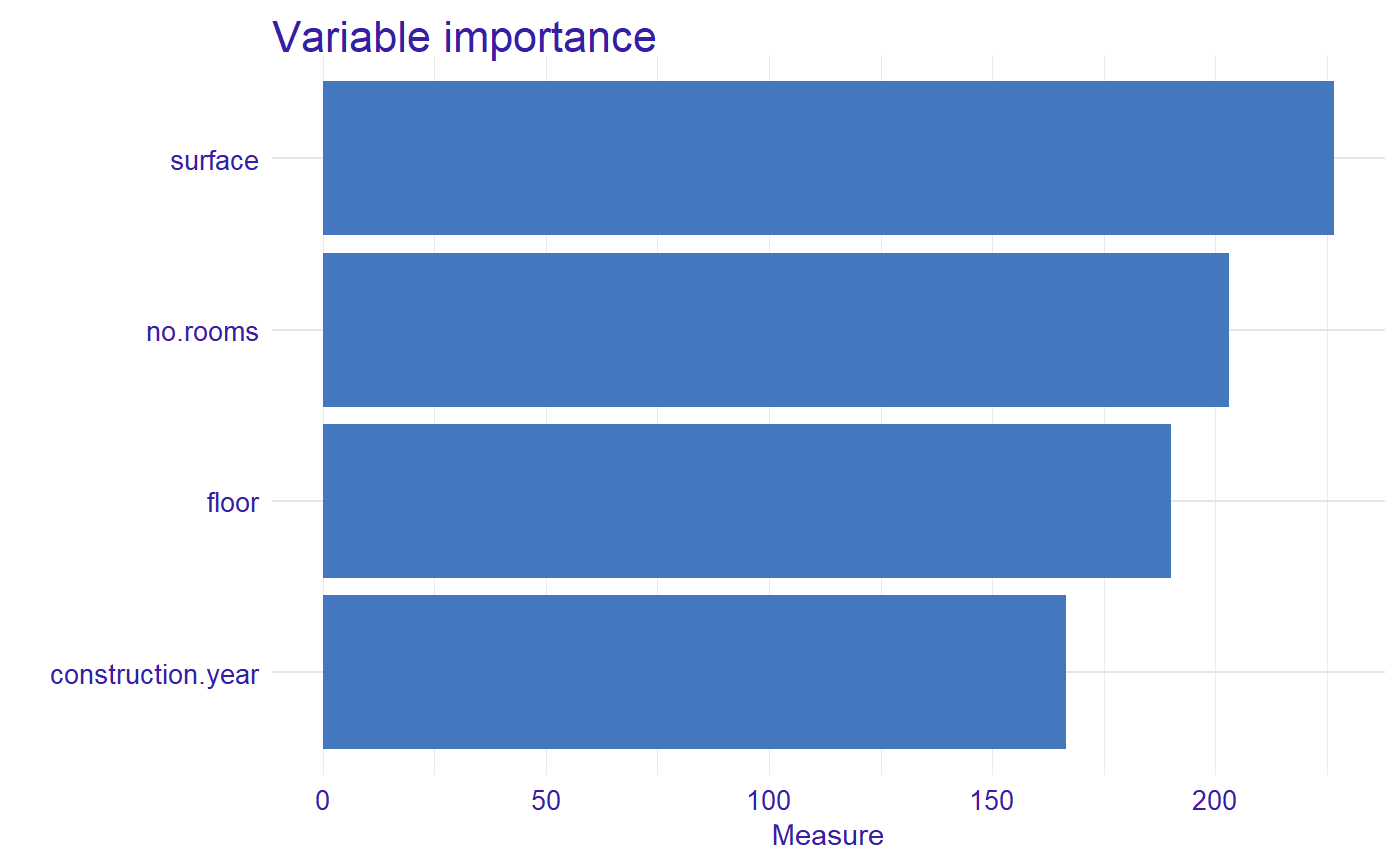 Variable importance
surface
no.rooms
floor
construction.year
0 50 100 150 200
Measure